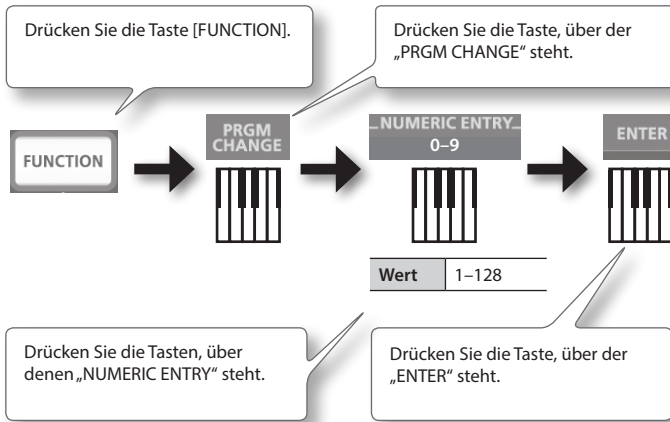 Drücken Sie die Taste [FUNCTION].
Drücken Sie die Taste, über der
„PRGM CHANGE“ steht.
FUNCTION
PRGM
CHANGE
NUMERIC ENTRY
0–9
ENTER
Wert 1–128
Drücken Sie die Tasten, über
denen „NUMERIC ENTRY“ steht.
Drücken Sie die Taste, über der
„ENTER“ steht.